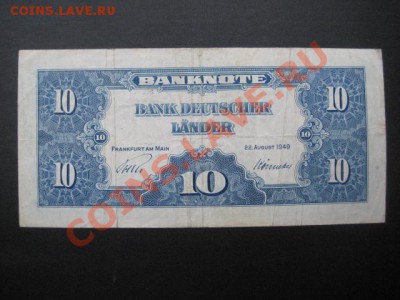 COINS.ЛАVE.RU
COINS.LAVE.RU
BANKNOTE
10 BANK DEUTSCHER 10
LÄNDER
10 10
FRANKFURT AM MAIN 22. AUGUST 1949
10 10 10